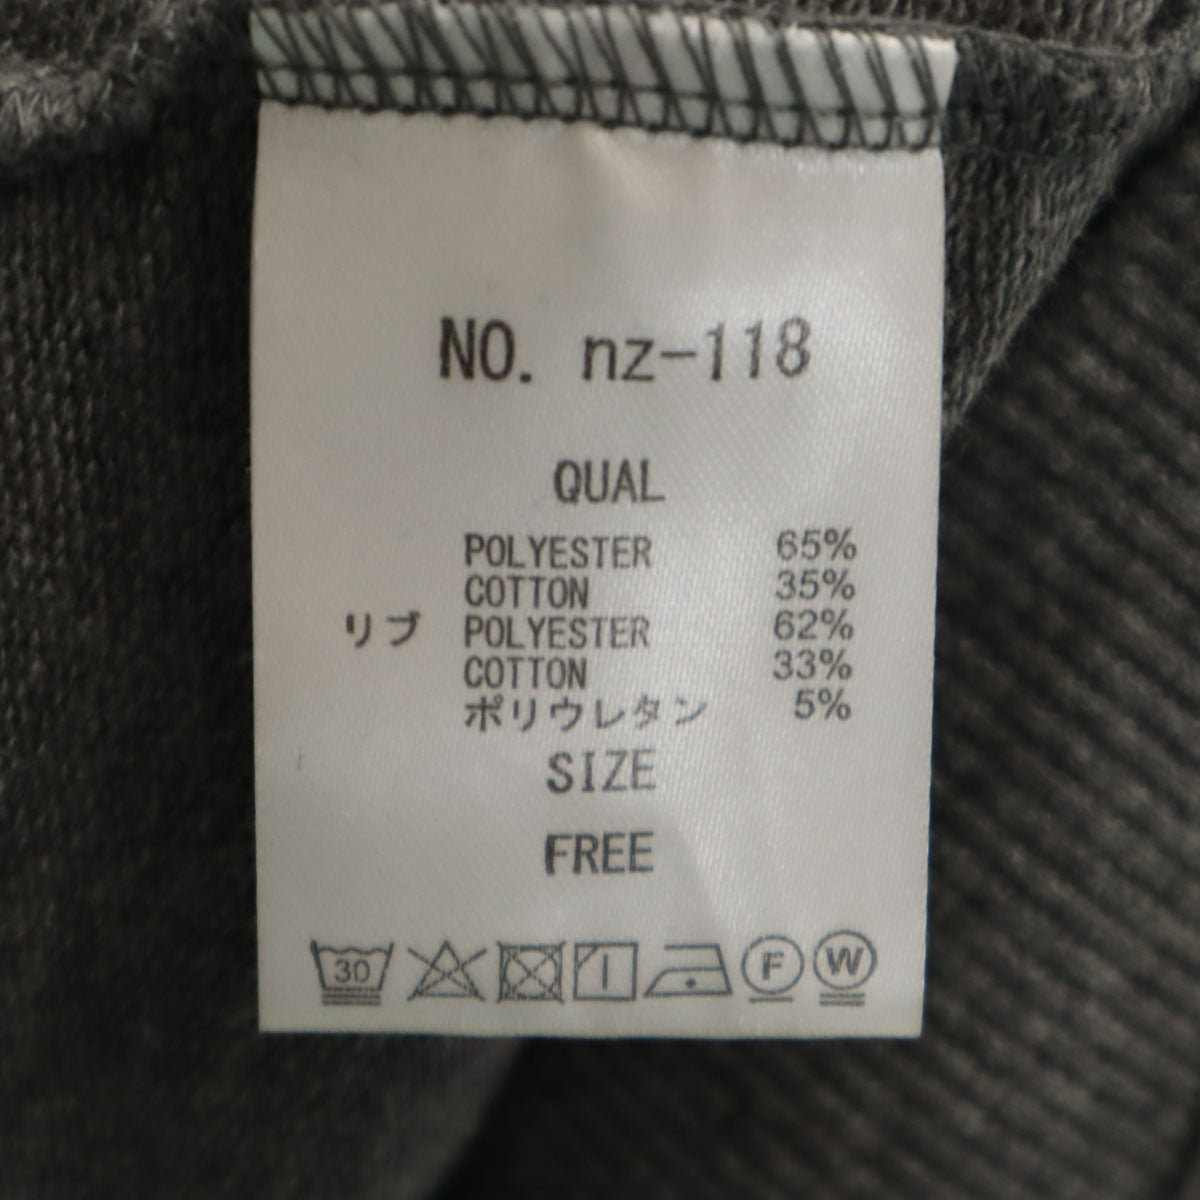 NO. nz-118
QUAL
POLYESTER 65%
COTTON 35%
リブ POLYESTER 62%
COTTON 33%
ポリウレタン 5%
SIZE
FREE
30 F W